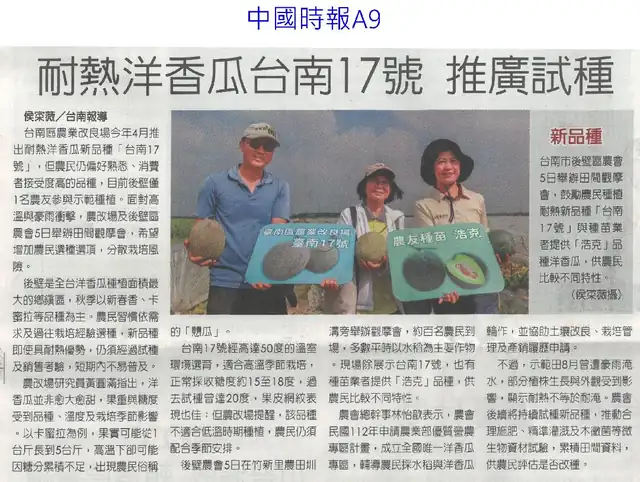 中國時報A9
耐熱洋香瓜台南17號 推廣試種
侯桼薇／台南報導
台南區農業改良場今年4月推
出耐熱洋香瓜新品種「台南17
號」，但農民仍偏好熟悉、消費
者接受度高的品種，目前後壁僅
1名農友參與示範種植。面對高
溫與豪雨衝擊，農改場及後壁區
農會5日舉辦田間觀摩會，希望
增加農民選種選項，分散栽培風
險。
後壁是全台洋香瓜種植面積最
大的鄉鎮區，秋季以新春香、卡
蜜拉等品種為主。農民習慣依需
求及過往栽培經驗選種，新品種
即便具耐熱優勢，仍須經過試種
及銷售考驗，短期內不易普及。
農改場研究員黃圓滿指出，洋
香瓜並非愈大愈甜，果重與糖度
受到品種、溫度及栽培季節影響
。以卡蜜拉為例，果實可能從1
台斤長到5台斤，高溫下卻可能
因糖分累積不足，出現農民俗稱
的「戇瓜」。
台南17號經高達50度的溫室
環境選育，適合高溫季節栽培，
正常採收糖度約15至18度，過
去試種曾達20度，果皮網紋表
現也佳；但農改場提醒，該品種
不適合低溫時期種植，農民仍須
配合季節安排。
後壁農會5日在竹新里農田圳
溝旁舉辦觀摩會，約百名農民到
場，多數平時以水稻為主要作物
。現場除展示台南17號，也有
種苗業者提供「浩克」品種，供
農民比較不同特性。
農會總幹事林怡歆表示，農會
民國112年申請農業部優質營農
專區計畫，成立全國唯一洋香瓜
專區，輔導農民採水稻與洋香瓜
輪作，並協助土壤改良、栽培管
理及產銷履歷申請。
不過，示範田8月曾遭豪雨淹
水，部分植株生長與外觀受到影
響，顯示耐熱不等於耐淹。農會
後續將持續試種新品種，推動合
理施肥、精準灌溉及木黴菌等微
生物資材試驗，累積田間資料，
供農民評估是否改種。
臺南區農業改良場
臺南17號
農友種苗 浩克
新品種
台南市後壁區農會
5日舉辦田間觀摩
會，鼓勵農民種植
耐熱新品種「台南
17號」與種苗業
者提供「浩克」品
種洋香瓜，供農民
比較不同特性。
（侯桼薇攝）